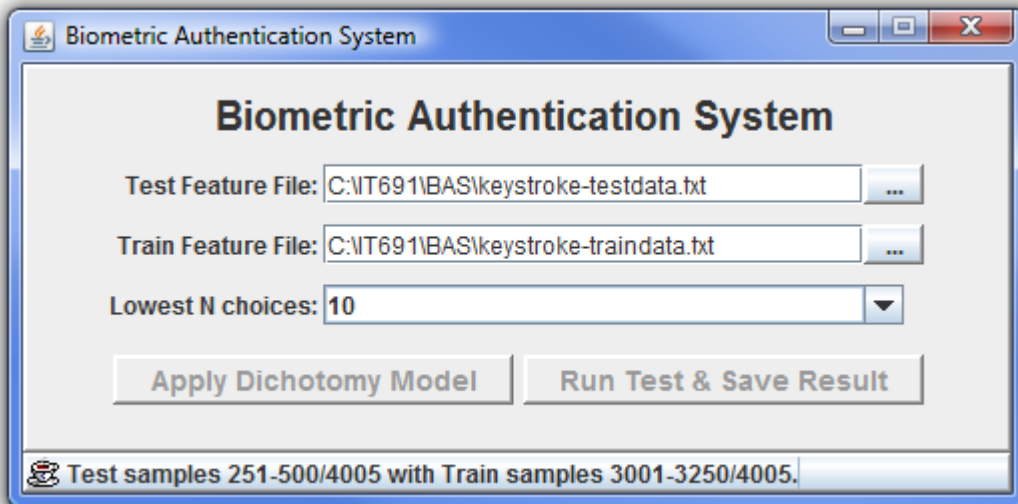 Biometric Authentication System
Biometric Authentication System
Test Feature File: C:\IT691\BAS\keystroke-testdata.txt ...
Train Feature File: C:\IT691\BAS\keystroke-traindata.txt ...
Lowest N choices: 10
Apply Dichotomy Model Run Test & Save Result
Test samples 251-500/4005 with Train samples 3001-3250/4005.